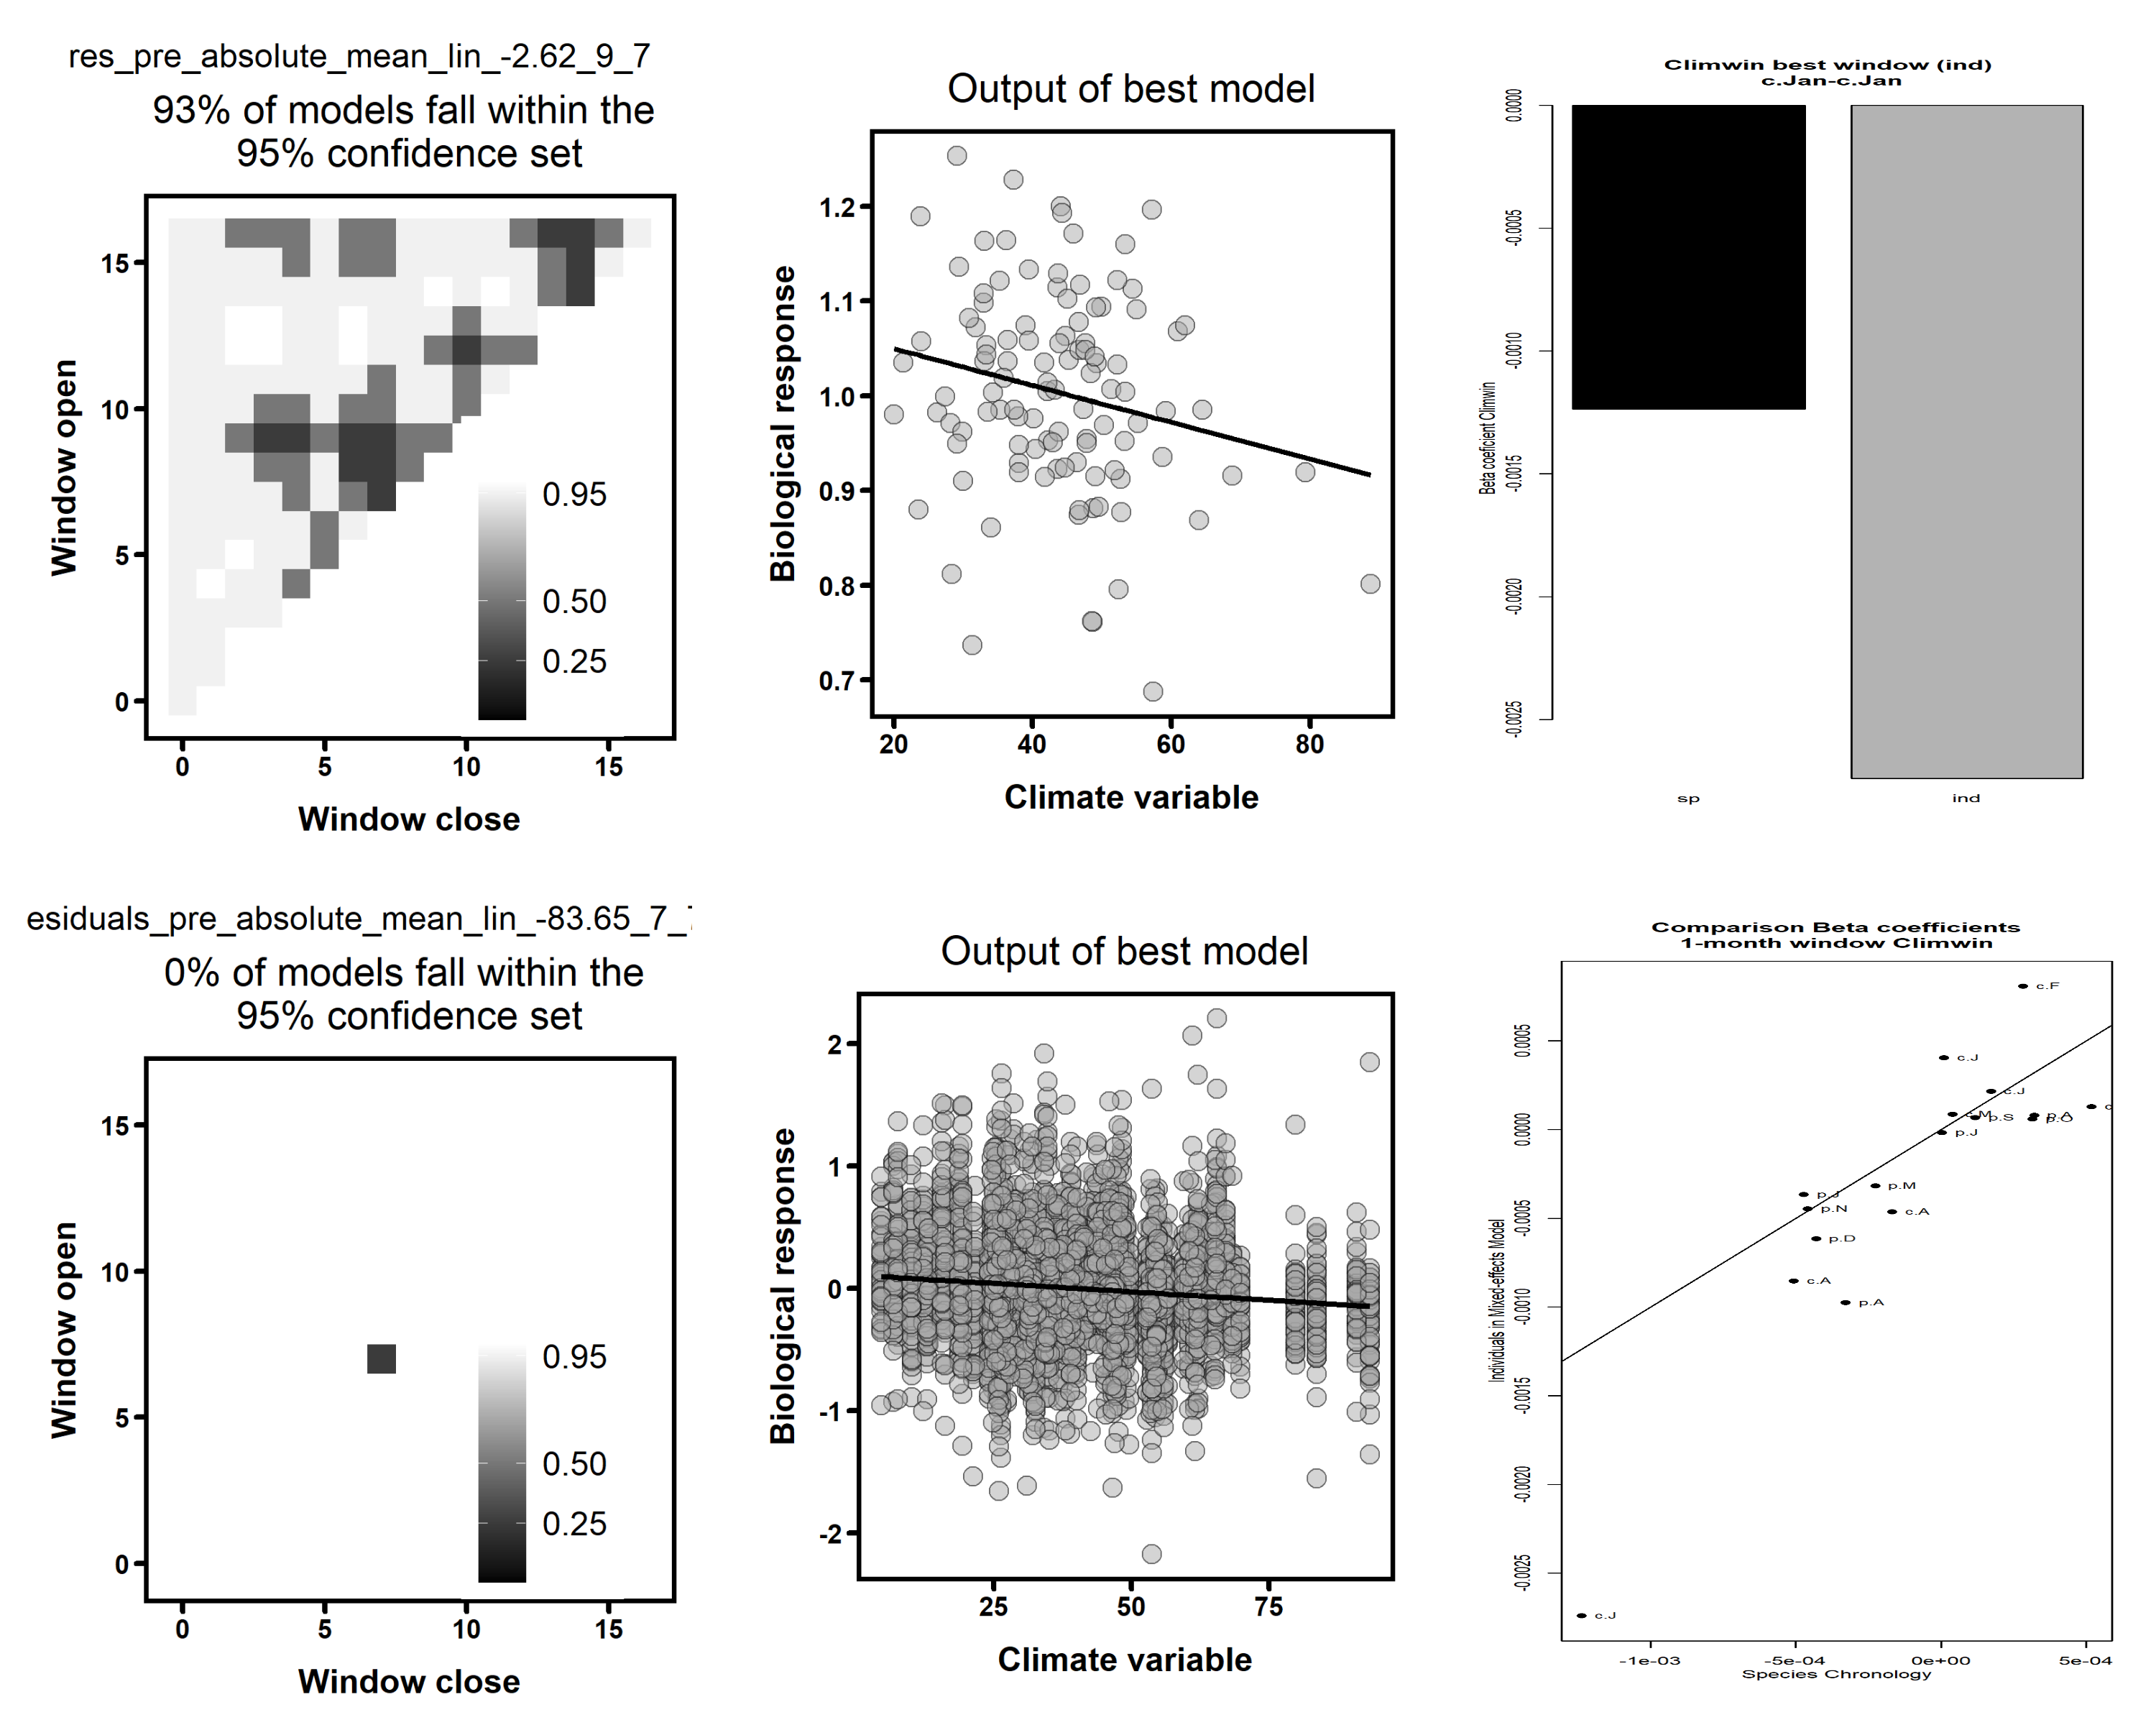 res_pre_absolute_mean_lin_-2.62_9_7
93% of models fall within the
95% confidence set
Window open
15
10
5
0
0.95
0.50
0.25
0
5
10
15
Window close
Output of best model
Biological response
1.2
1.1
1.0
0.9
0.8
0.7
20
40
60
80
Climate variable
Climwin best window (ind)
c.Jan-c.Jan
Beta coeficient Climwin
0.0000
-0.0005
-0.0010
-0.0015
-0.0020
-0.0025
sp
ind
esiduals_pre_absolute_mean_lin_-83.65_7_
0% of models fall within the
95% confidence set
Window open
15
10
5
0
0.95
0.50
0.25
0
5
10
15
Window close
Output of best model
Biological response
2
1
0
-1
-2
25
50
75
Climate variable
Comparison Beta coefficients
1-month window Climwin
Individuals in Mixed-effects Model
0.0005
0.0000
-0.0005
-0.0010
-0.0015
-0.0020
-0.0025
c.F
c.J
c.J
c
c.M
p.S
p.A
p.O
p.J
p.M
p.J
p.N
c.A
p.D
c.A
p.A
c.J
-1e-03
-5e-04
0e+00
5e-04
Species Chronology